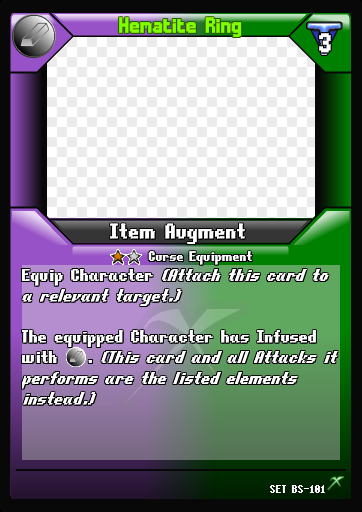 Hematite Ring
3
Item Augment
Curse Equipment
Equip Character (Attach this card to
a relevant target.)
The equipped Character has Infused
with . (This card and all Attacks it
performs are the listed elements
instead.)
SET BS-101